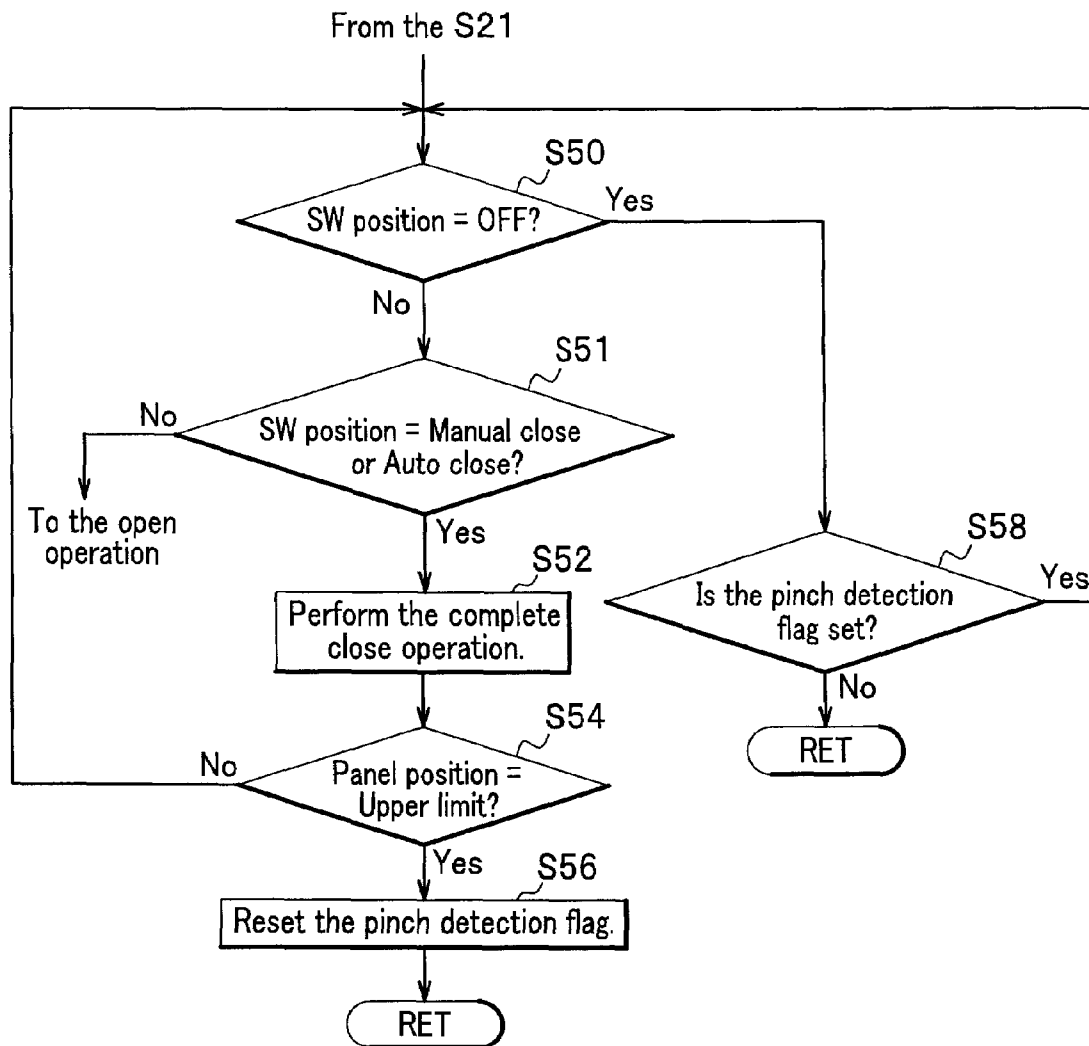 From the S21
S50
SW position = OFF?
Yes
No
S51
No
SW position = Manual close
or Auto close?
To the open
operation
Yes
S52
Perform the complete
close operation.
S58
Yes
Is the pinch detection
flag set?
No
RET
S54
No
Panel position =
Upper limit?
Yes
S56
Reset the pinch detection flag.
RET